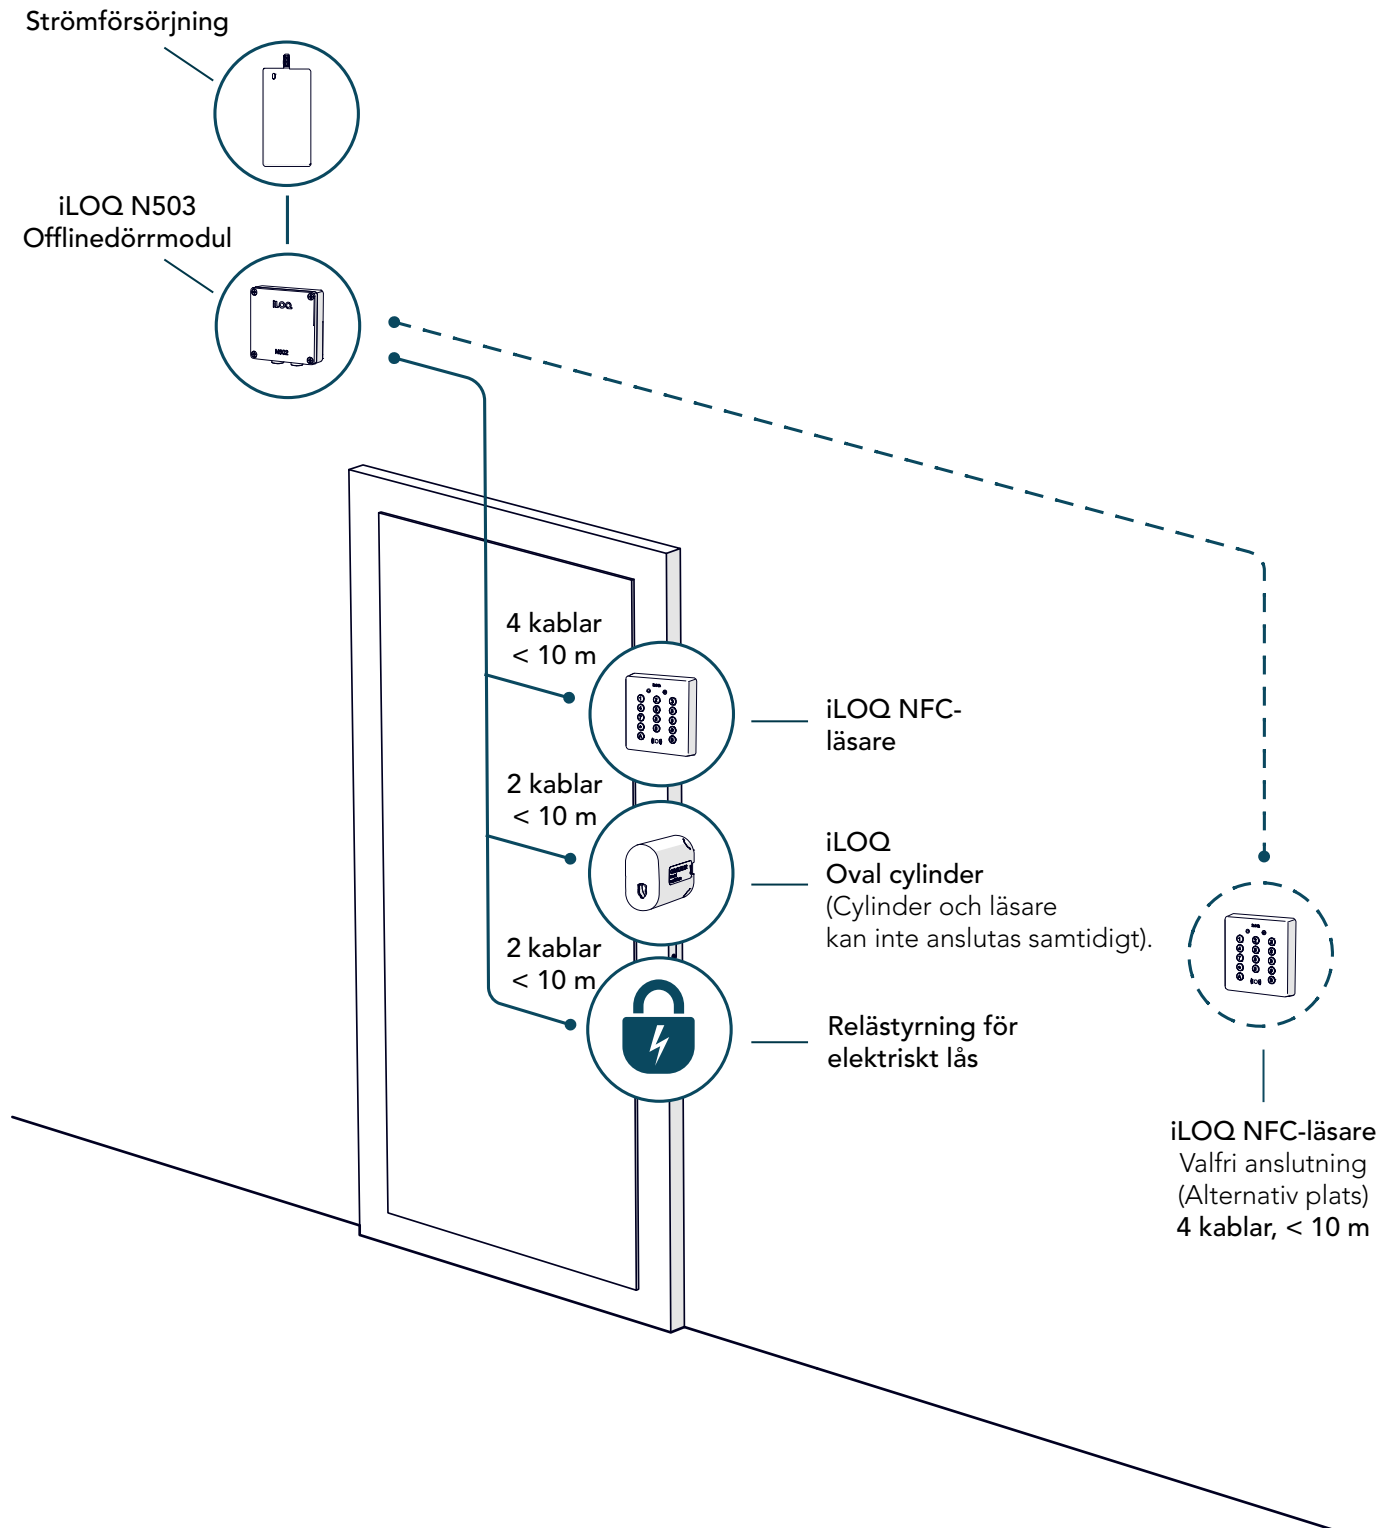 Strömförsörjning
iLOQ N503
Offlinedörrmodul
iLOQ
N502
4 kablar
< 10 m
iLOQ NFC-
läsare
2 kablar
< 10 m
iLOQ
Oval cylinder
(Cylinder och läsare
kan inte anslutas samtidigt).
2 kablar
< 10 m
Relästyrning för
elektriskt lås
iLOQ NFC-läsare
Valfri anslutning
(Alternativ plats)
4 kablar, < 10 m